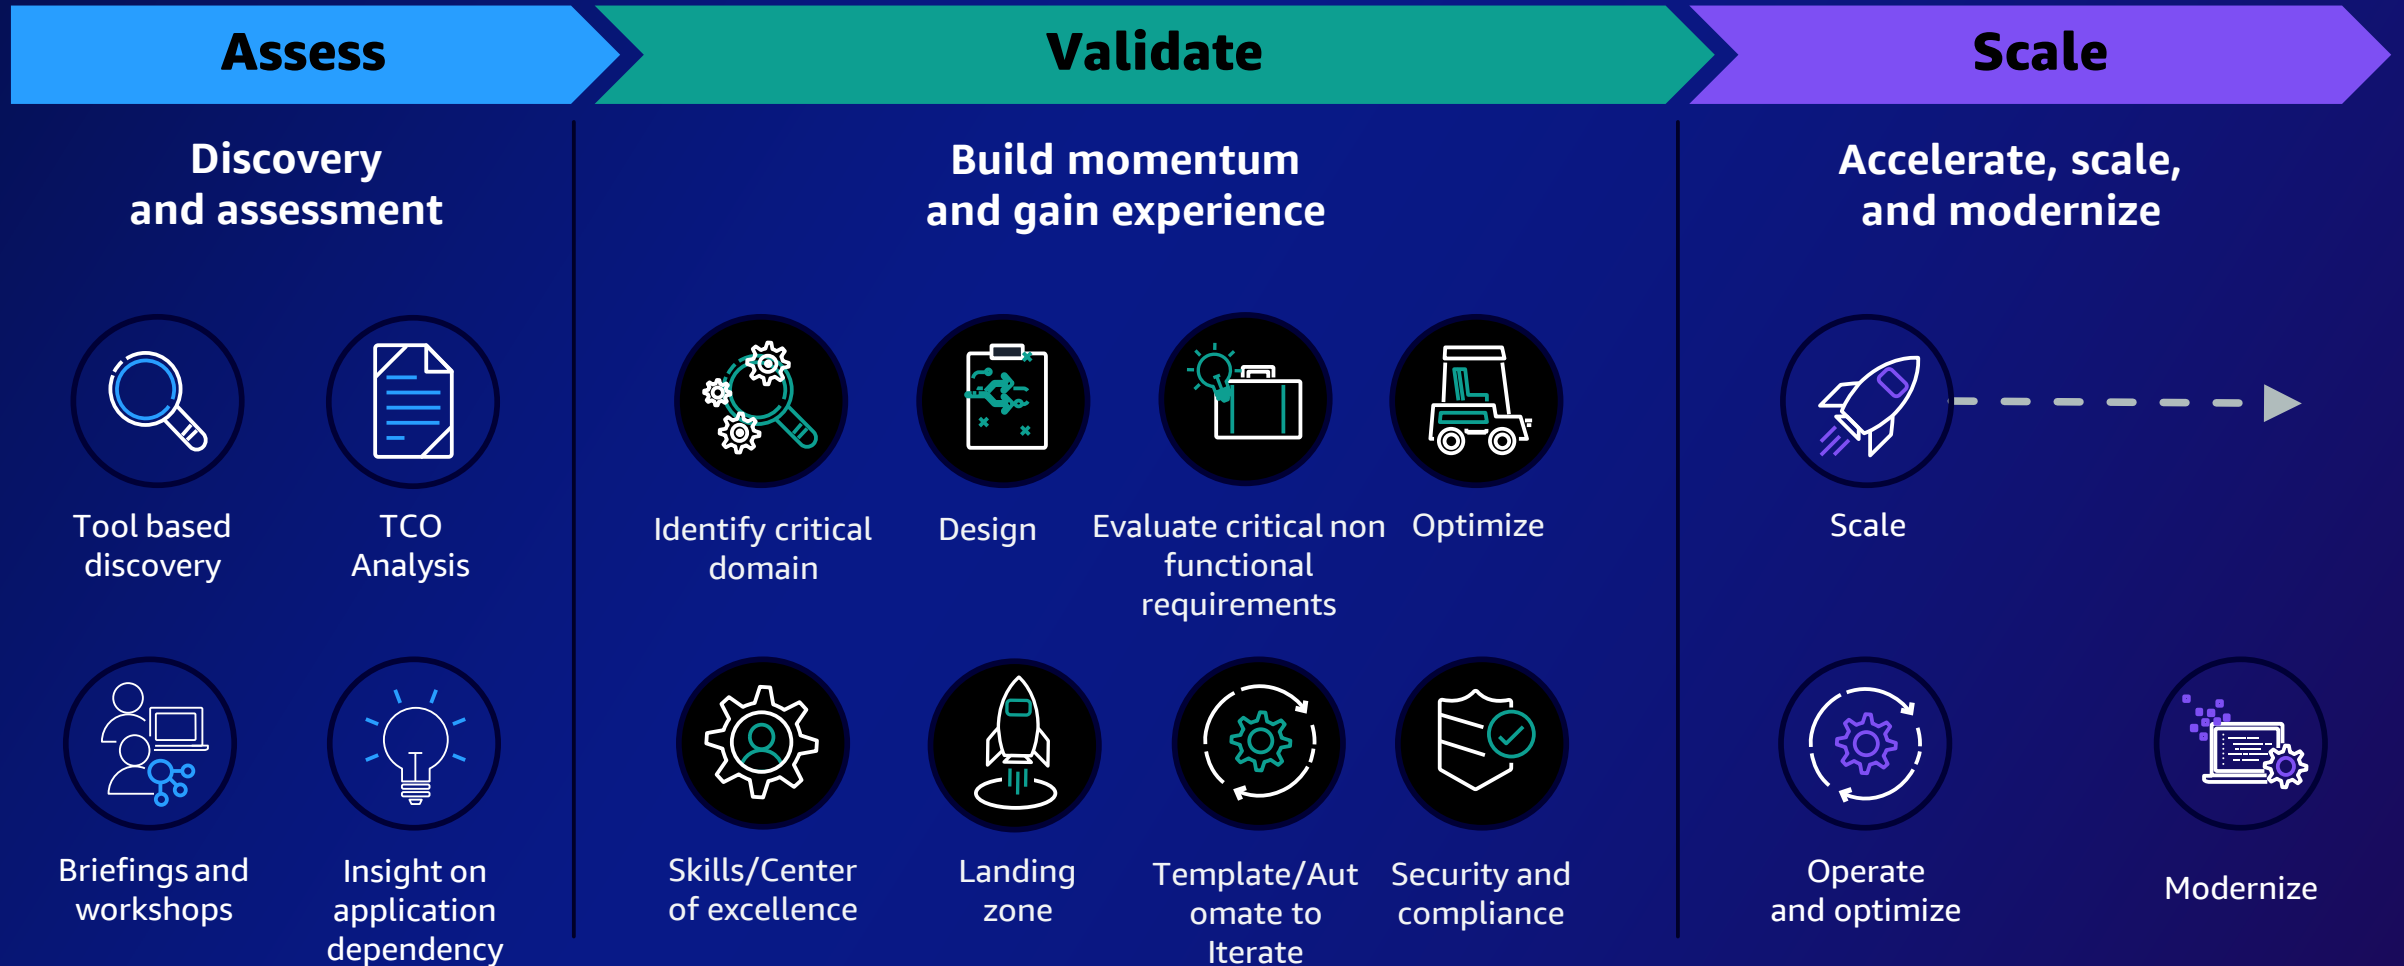 Assess
Validate
Scale
Discovery
and assessment
Build momentum
and gain experience
Accelerate, scale,
and modernize
Tool based
discovery
TCO
Analysis
Identify critical
domain
Design
Evaluate critical non
functional
requirements
Optimize
Scale
Briefings and
workshops
Insight on
application
dependency
Skills/Center
of excellence
Landing
zone
Template/Aut
omate to
Iterate
Security and
compliance
Operate
and optimize
Modernize